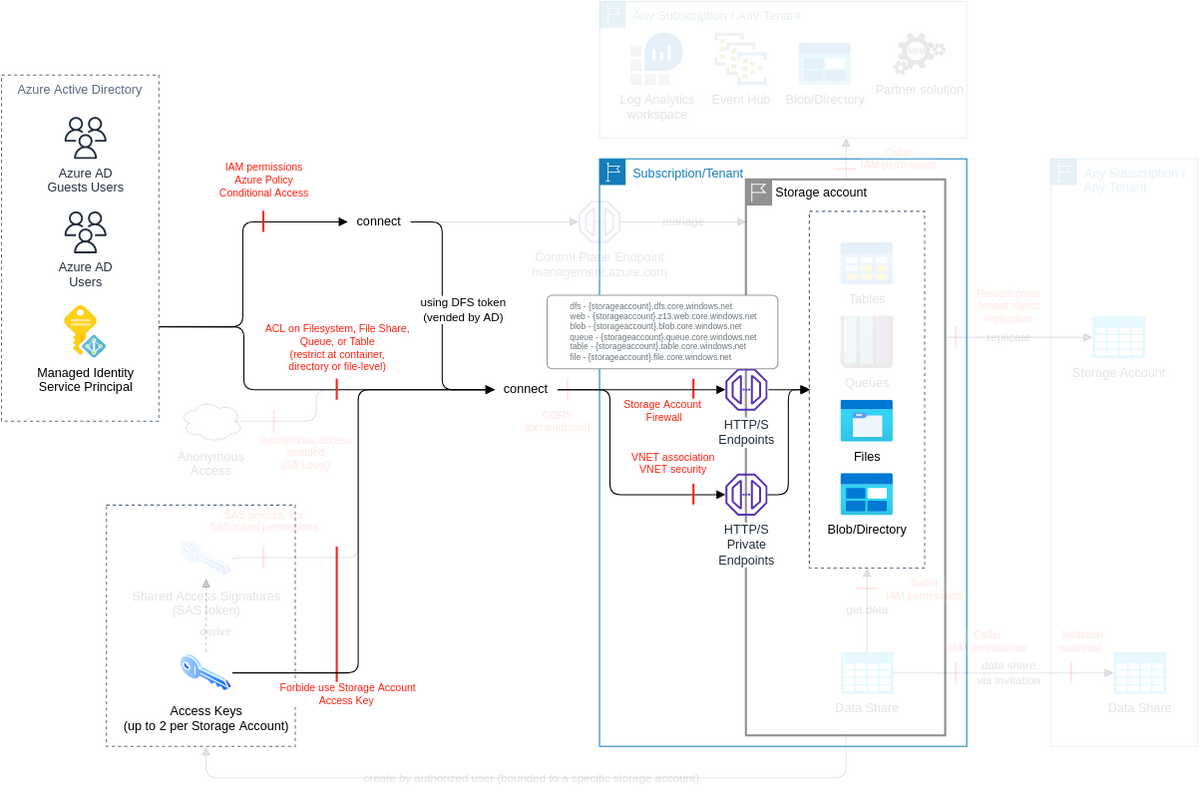 Any Subscription / Any Tenant
Log Analytics
workspace
Event Hub
Blob/Directory
SIEM
Partner solution
Azure Active Directory
Azure AD
Guests Users
Azure AD
Users
Managed Identity
Service Principal
IAM permissions
Azure Policy
Conditional Access
connect
Caller
IAM permissions
Subscription/Tenant
Storage account
Any Subscription /
Any Tenant
manage
Control Plane Endpoint
management.azure.com
using DFS token
(vended by AD)
dfs - {storageaccount}.dfs.core.windows.net
web - {storageaccount}.z13.web.core.windows.net
blob - {storageaccount}.blob.core.windows.net
queue - {storageaccount}.queue.core.windows.net
table - {storageaccount}.table.core.windows.net
file - {storageaccount}.file.core.windows.net
Tables
Queues
Files
Blob/Directory
Prevent cross
tenant object
replication
replicate
Storage Account
ACL on Filesystem, File Share,
Queue, or Table
(restrict at container,
directory or file-level)
connect
CORS
(per endpoint)
Storage Account
Firewall
HTTP/S
Endpoints
VNET association
VNET security
HTTP/S
Private
Endpoints
Anonymous
Access
Anonymous access
enabled
(SA Level)
SAS policies,
SAS token permissions
Shared Access Signatures
(SAS token)
derive
Access Keys
(up to 2 per Storage Account)
Forbide use Storage Account
Access Key
Caller
IAM permissions
get data
Data Share
Caller
IAM permissions
data share
via invitation
Invitation
accepted
Data Share
create by authorized user (bounded to a specific storage account)